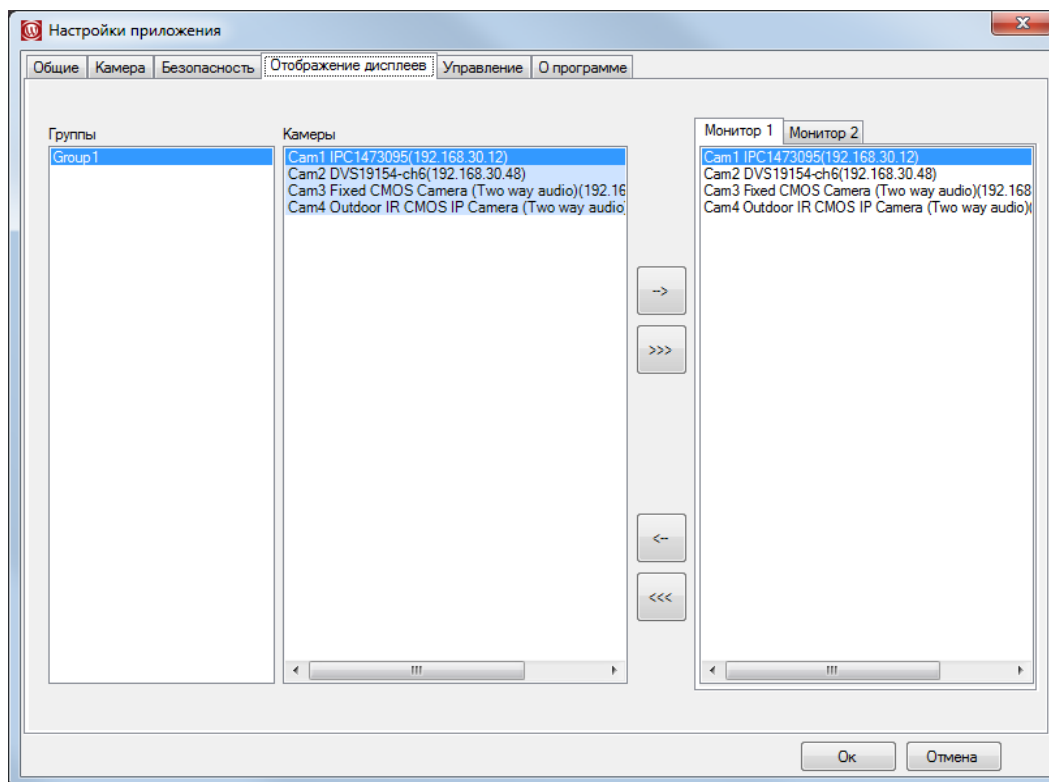 Настройки приложения
Общие Камера Безопасность Отображение дисплеев Управление О программе
Группы
Group1
Камеры
Cam1 IPC1473095(192.168.30.12)
Cam2 DVS19154-ch6(192.168.30.48)
Cam3 Fixed CMOS Camera (Two way audio)(192.16
Cam4 Outdoor IR CMOS IP Camera (Two way audio)
-->
>>>
<--
<<<
Монитор 1 Монитор 2
Cam1 IPC1473095(192.168.30.12)
Cam2 DVS19154-ch6(192.168.30.48)
Cam3 Fixed CMOS Camera (Two way audio)(192.168
Cam4 Outdoor IR CMOS IP Camera (Two way audio)(
Ок Отмена